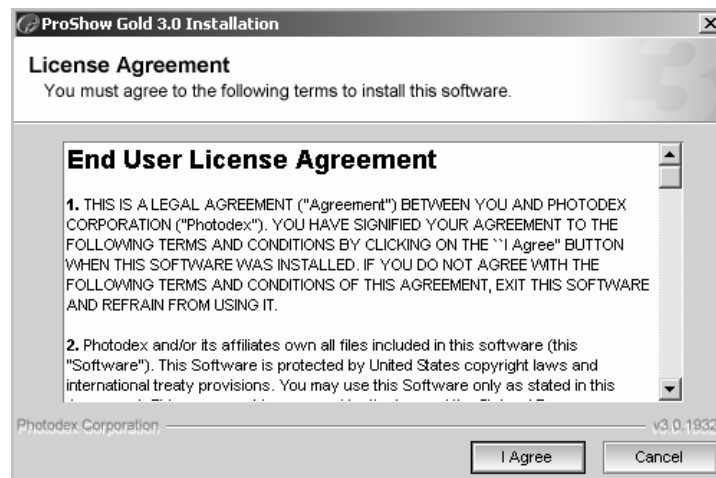 ProShow Gold 3.0 Installation
License Agreement
You must agree to the following terms to install this software.
End User License Agreement
1. THIS IS A LEGAL AGREEMENT ("Agreement") BETWEEN YOU AND PHOTODEX
CORPORATION ("Photodex"). YOU HAVE SIGNIFIED YOUR AGREEMENT TO THE
FOLLOWING TERMS AND CONDITIONS BY CLICKING ON THE ``I Agree" BUTTON
WHEN THIS SOFTWARE WAS INSTALLED. IF YOU DO NOT AGREE WITH THE
FOLLOWING TERMS AND CONDITIONS OF THIS AGREEMENT, EXIT THIS SOFTWARE
AND REFRAIN FROM USING IT.
2. Photodex and/or its affiliates own all files included in this software (this
"Software"). This Software is protected by United States copyright laws and
international treaty provisions. You may use this Software only as stated in this
Photodex Corporation
v3.0.1932
I Agree
Cancel